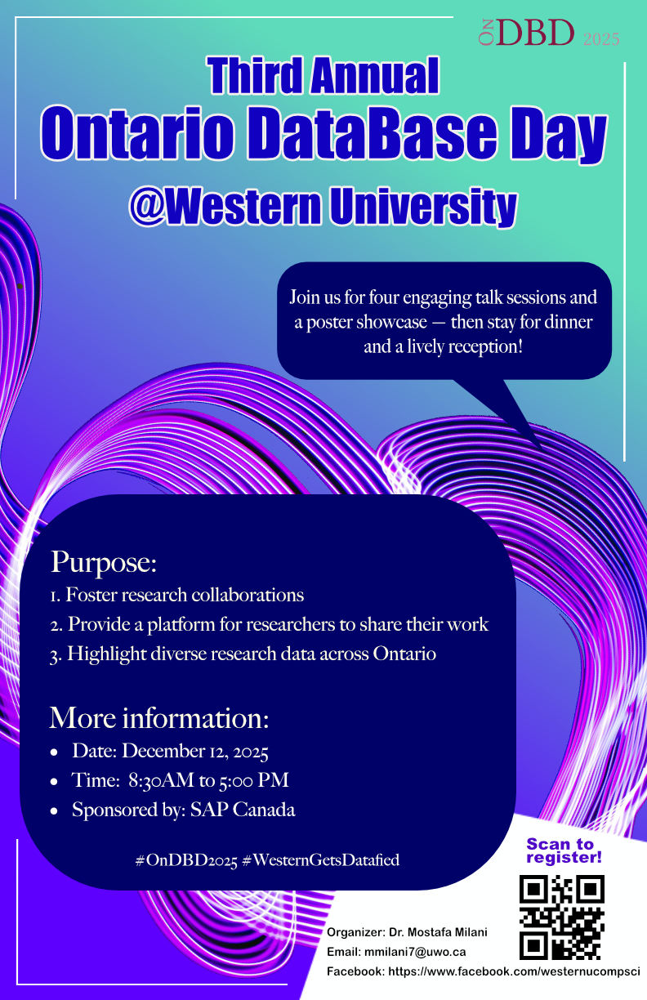 ON DBD 2025
Third Annual
Ontario DataBase Day
@Western University
Join us for four engaging talk sessions and
a poster showcase — then stay for dinner
and a lively reception!
Purpose:
1. Foster research collaborations
2. Provide a platform for researchers to share their work
3. Highlight diverse research data across Ontario
More information:
• Date: December 12, 2025
• Time: 8:30AM to 5:00 PM
• Sponsored by: SAP Canada
#OnDBD2025 #WesternGetsDatafied
Scan to
register!
Organizer: Dr. Mostafa Milani
Email: mmilani7@uwo.ca
Facebook: https://www.facebook.com/westernucompsci